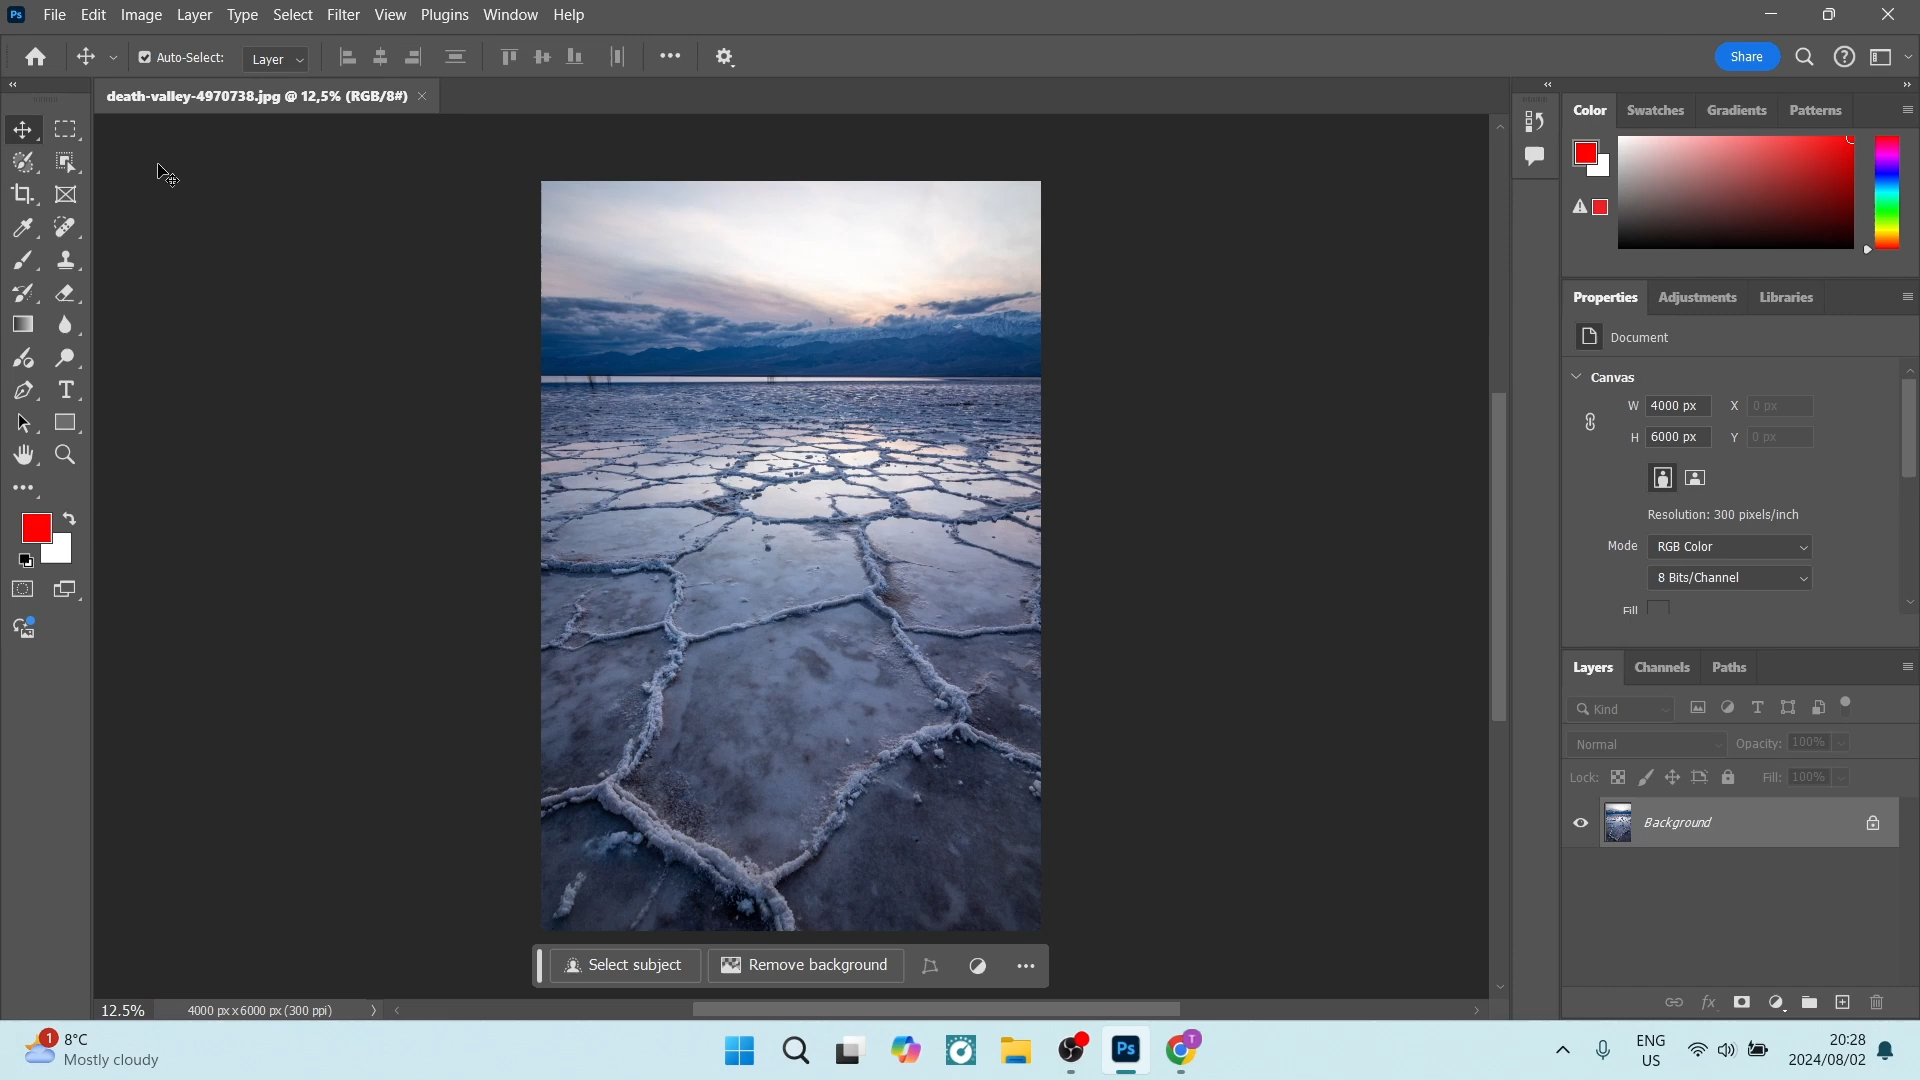 Ps File Edit Image Layer Type Select Filter View Plugins Window Help
Auto-Select: Layer Share
death-valley-4970738.jpg @ 12,5% (RGB/8#)
Color Swatches Gradients Patterns
Properties Adjustments Libraries
Document
Canvas
W 4000 px X 0 px
H 6000 px Y 0 px
Resolution: 300 pixels/inch
Mode RGB Color
8 Bits/Channel
Fill
Layers Channels Paths
Kind
Normal Opacity: 100%
Lock: Fill: 100%
Background
Select subject Remove background
12.5% 4000 px x 6000 px (300 ppi)
1 8°C
Mostly cloudy
Ps
T
ENG
US
20:28
2024/08/02